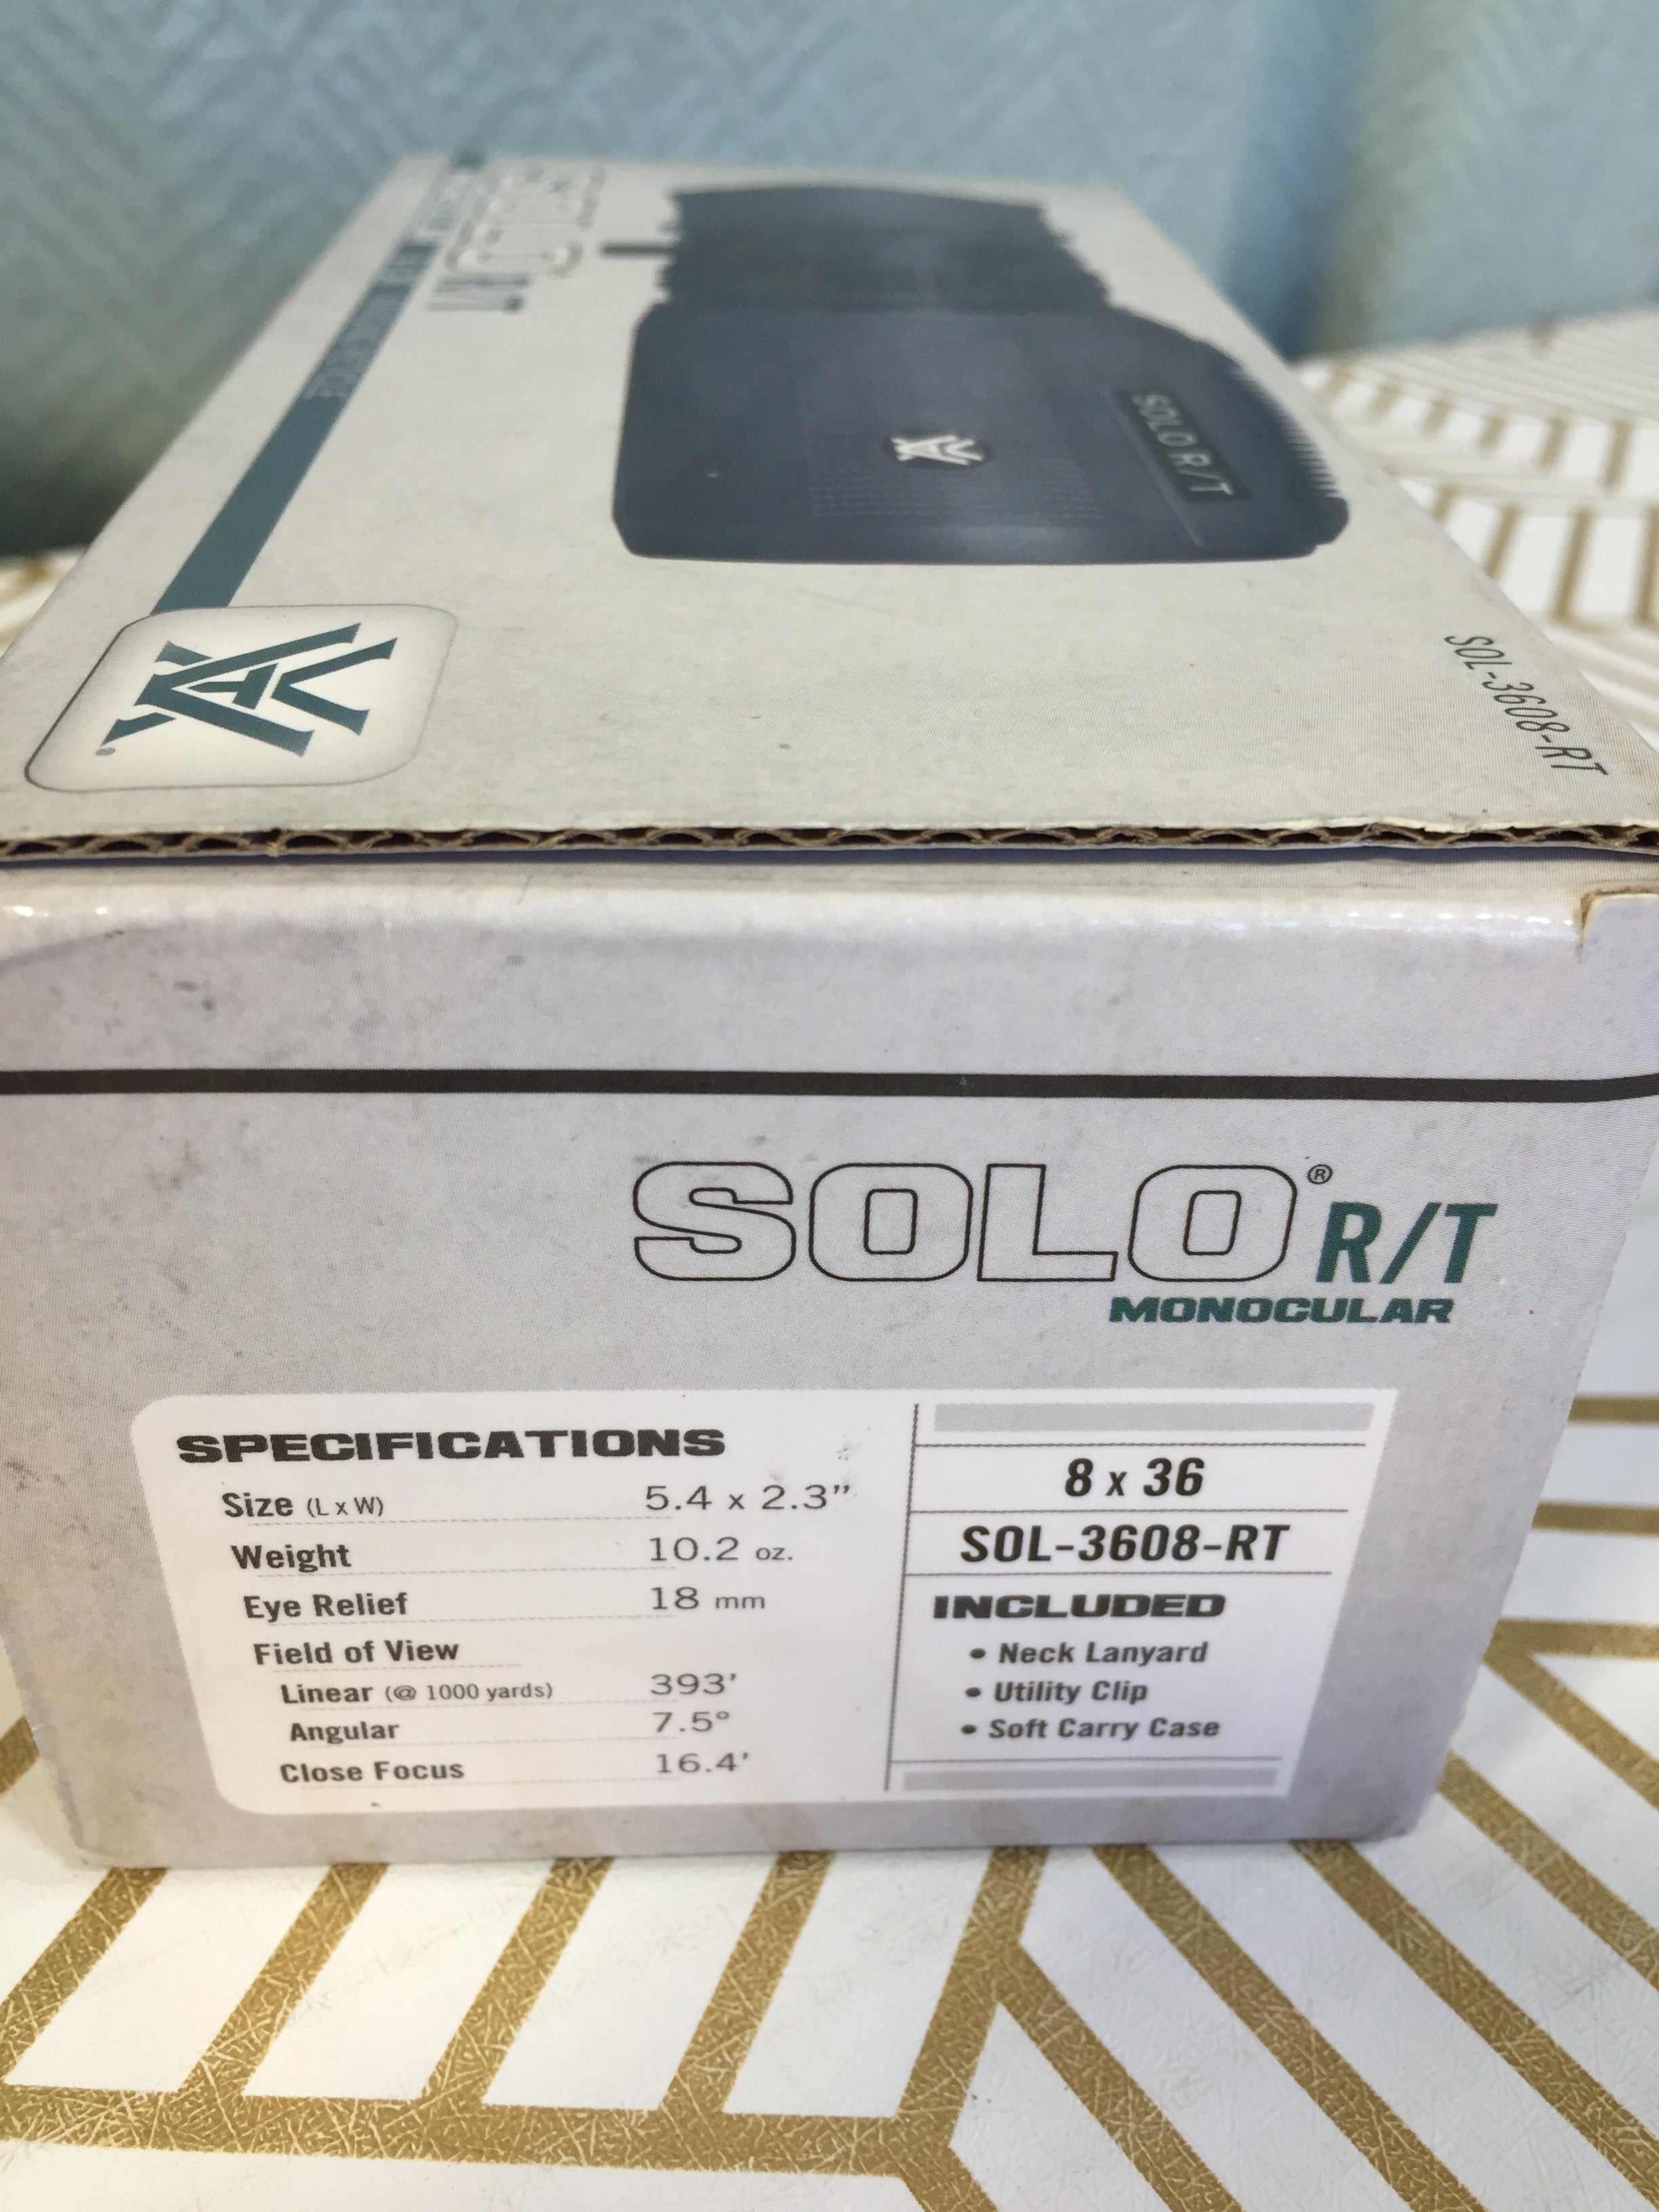 SOLO R/T
SOL-3608-RT
SOLO® R/T
MONOCULAR
SPECIFICATIONS
Size (L x W) 5.4 x 2.3”
Weight 10.2 oz.
Eye Relief 18 mm
Field of View
Linear (@ 1000 yards) 393’
Angular 7.5°
Close Focus 16.4’
8 x 36
SOL-3608-RT
INCLUDED
• Neck Lanyard
• Utility Clip
• Soft Carry Case